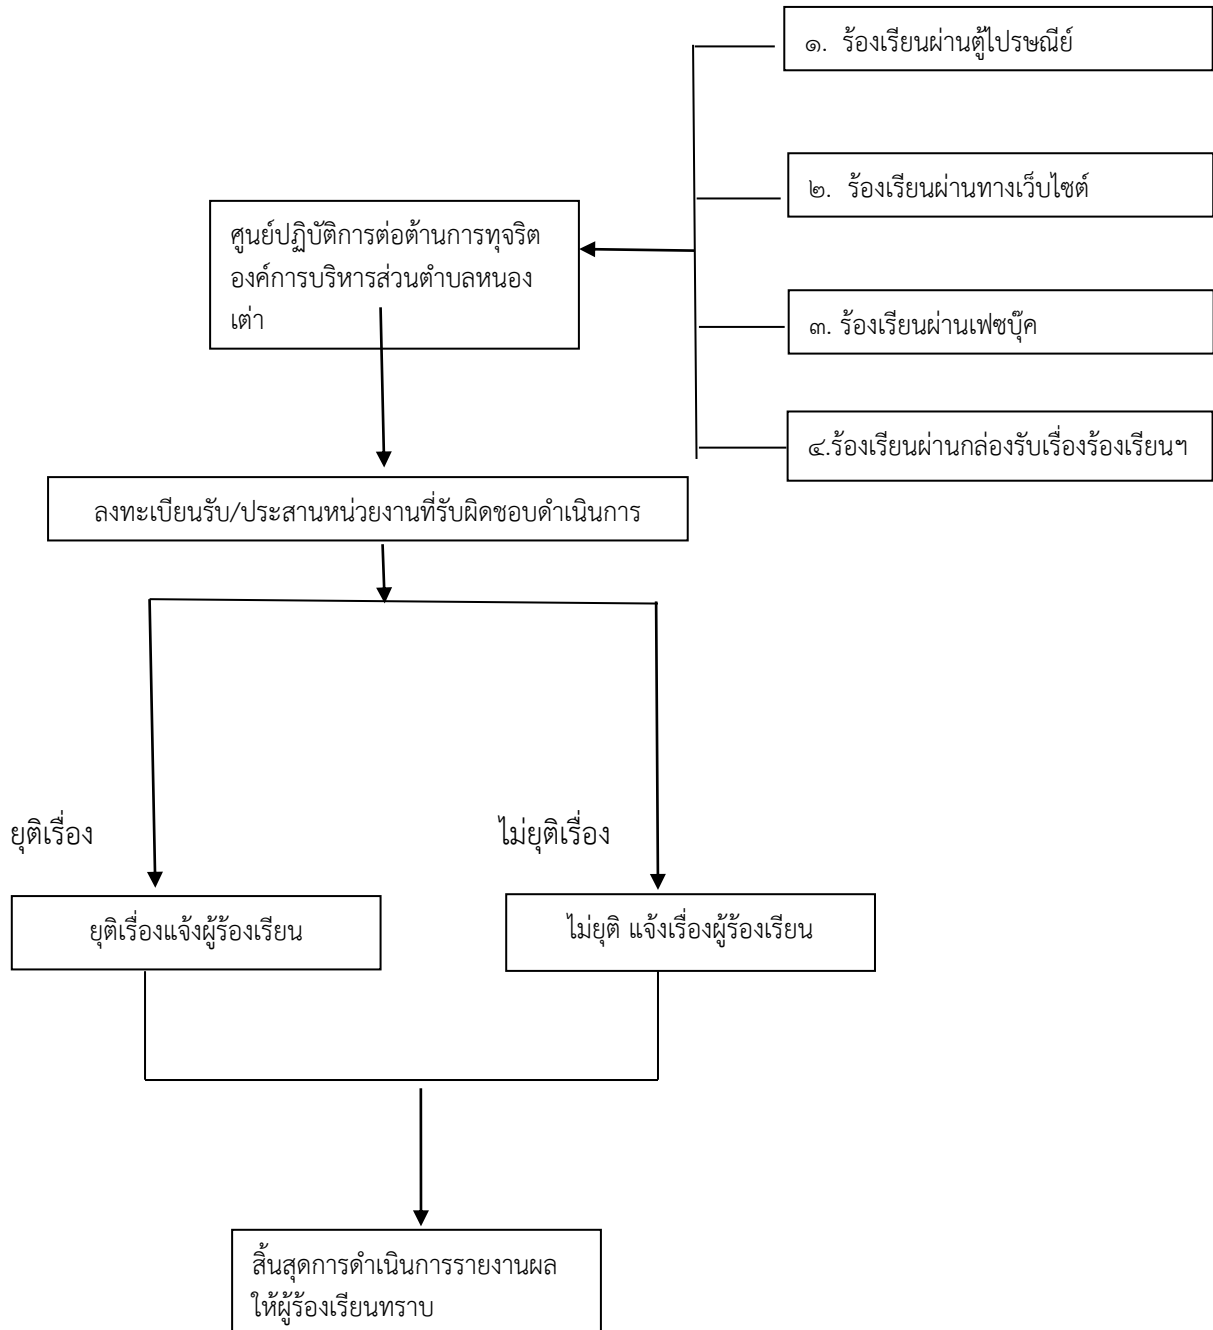 ๑. ร้องเรียนผ่านตู้ไปรษณีย์
๒. ร้องเรียนผ่านทางเว็บไซต์
ศูนย์ปฏิบัติการต่อต้านการทุจริต
องค์การบริหารส่วนตำบลหนอง
เต่า
๓. ร้องเรียนผ่านเฟซบุ๊ค
๔.ร้องเรียนผ่านกล่องรับเรื่องร้องเรียนฯ
ลงทะเบียนรับ/ประสานหน่วยงานที่รับผิดชอบดำเนินการ
ยุติเรื่อง
ไม่ยุติเรื่อง
ยุติเรื่องแจ้งผู้ร้องเรียน
ไม่ยุติ แจ้งเรื่องผู้ร้องเรียน
สิ้นสุดการดำเนินการรายงานผล
ให้ผู้ร้องเรียนทราบ